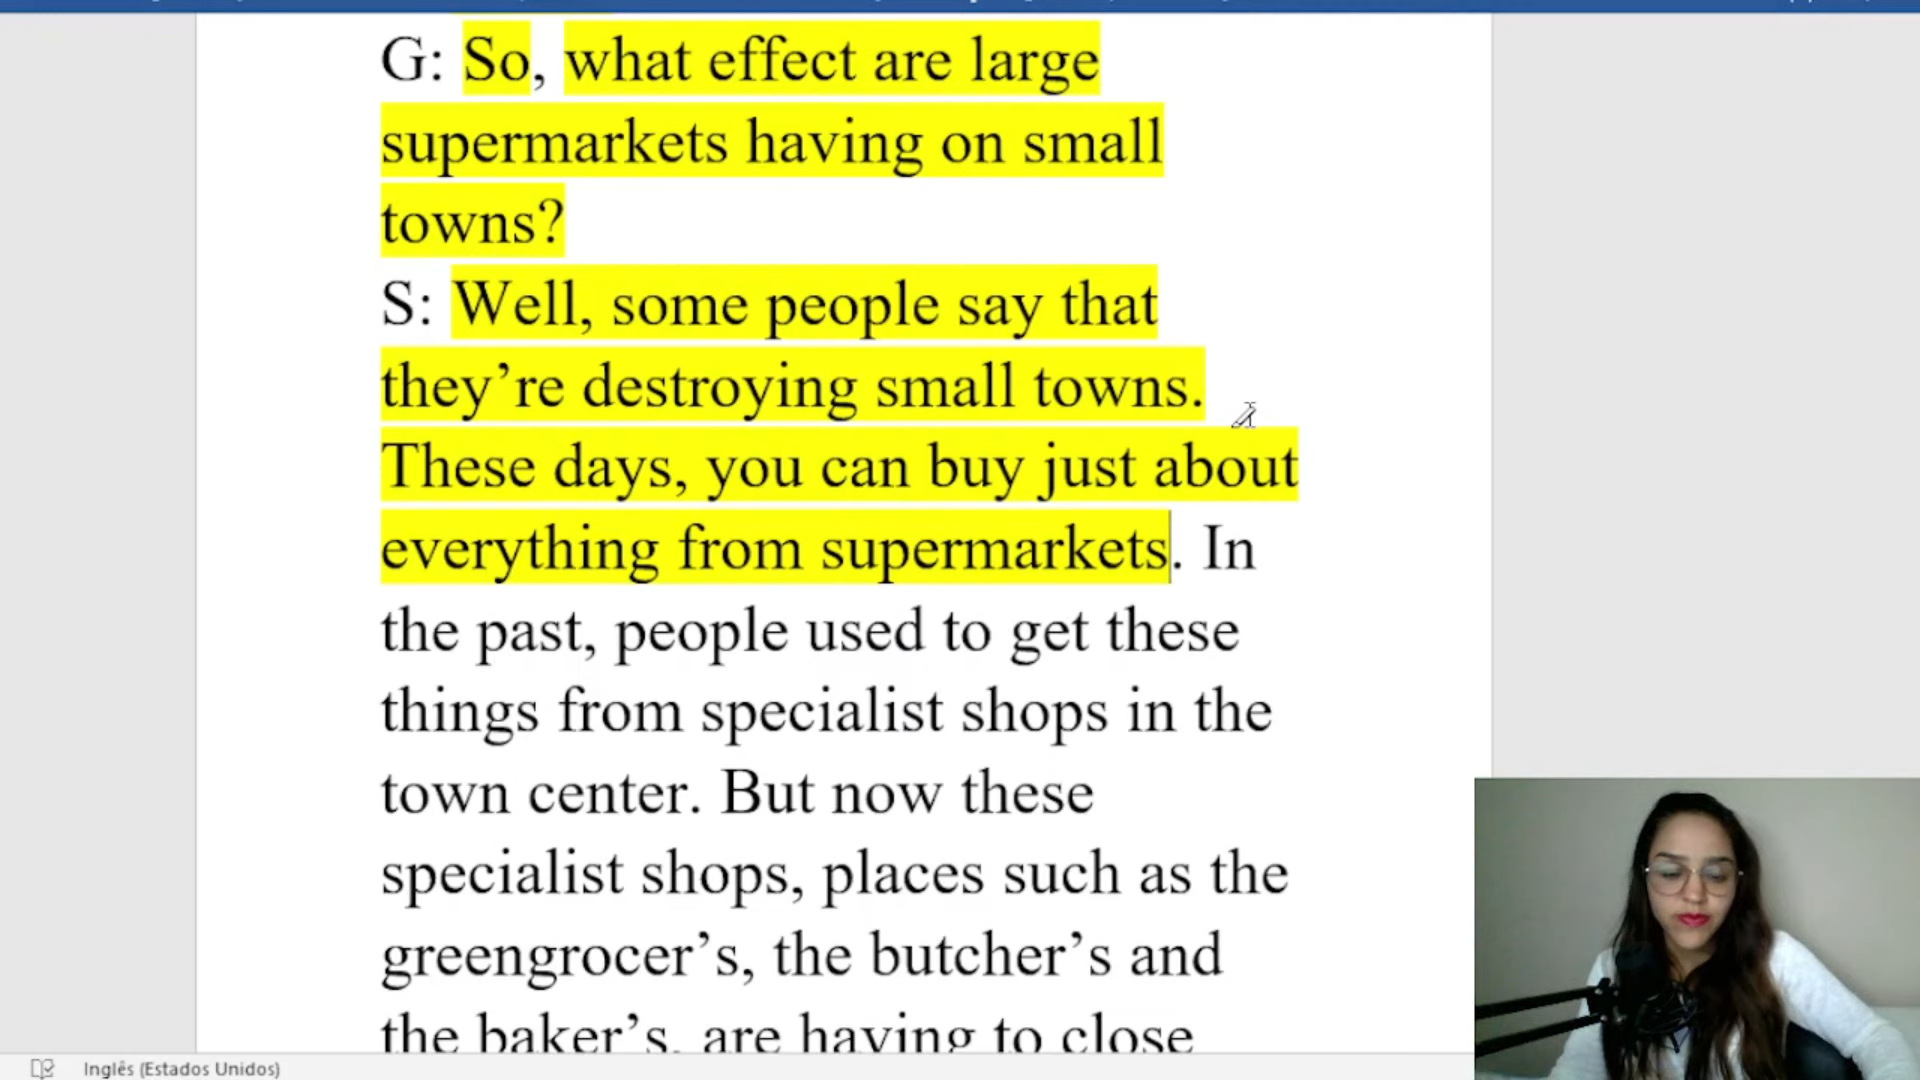 G: So, what effect are large
supermarkets having on small
towns?
S: Well, some people say that
they’re destroying small towns.
These days, you can buy just about
everything from supermarkets. In
the past, people used to get these
things from specialist shops in the
town center. But now these
specialist shops, places such as the
greengrocer’s, the butcher’s and
the baker’s, are having to close
Inglês (Estados Unidos)